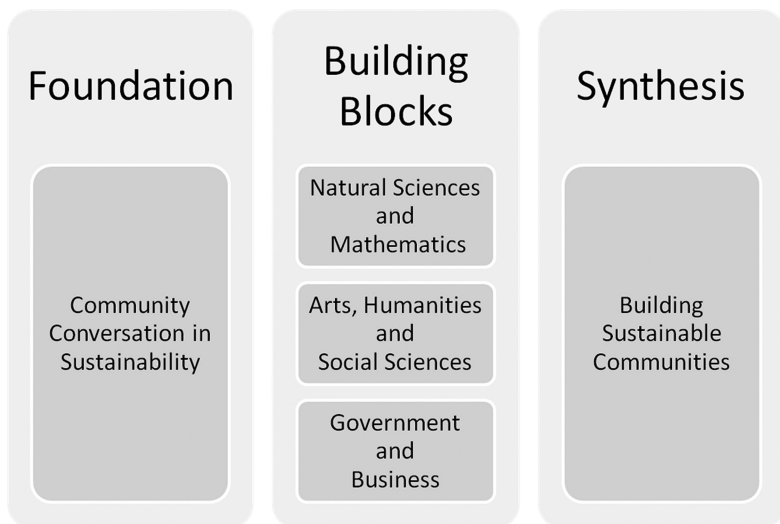 Foundation
Community
Conversation in
Sustainability
Building
Blocks
Natural Sciences
and
Mathematics
Arts, Humanities
and
Social Sciences
Government
and
Business
Synthesis
Building
Sustainable
Communities